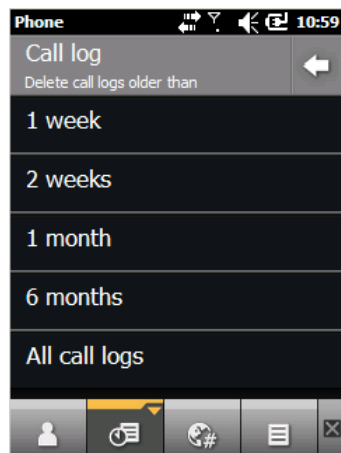 Phone 10:59
Call log
Delete call logs older than
1 week
2 weeks
1 month
6 months
All call logs
#